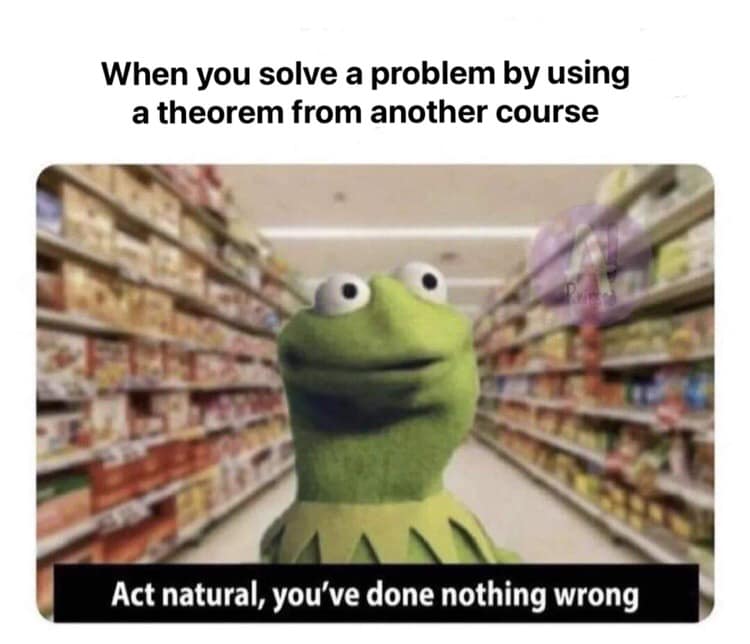 When you solve a problem by using
a theorem from another course
Act natural, you've done nothing wrong